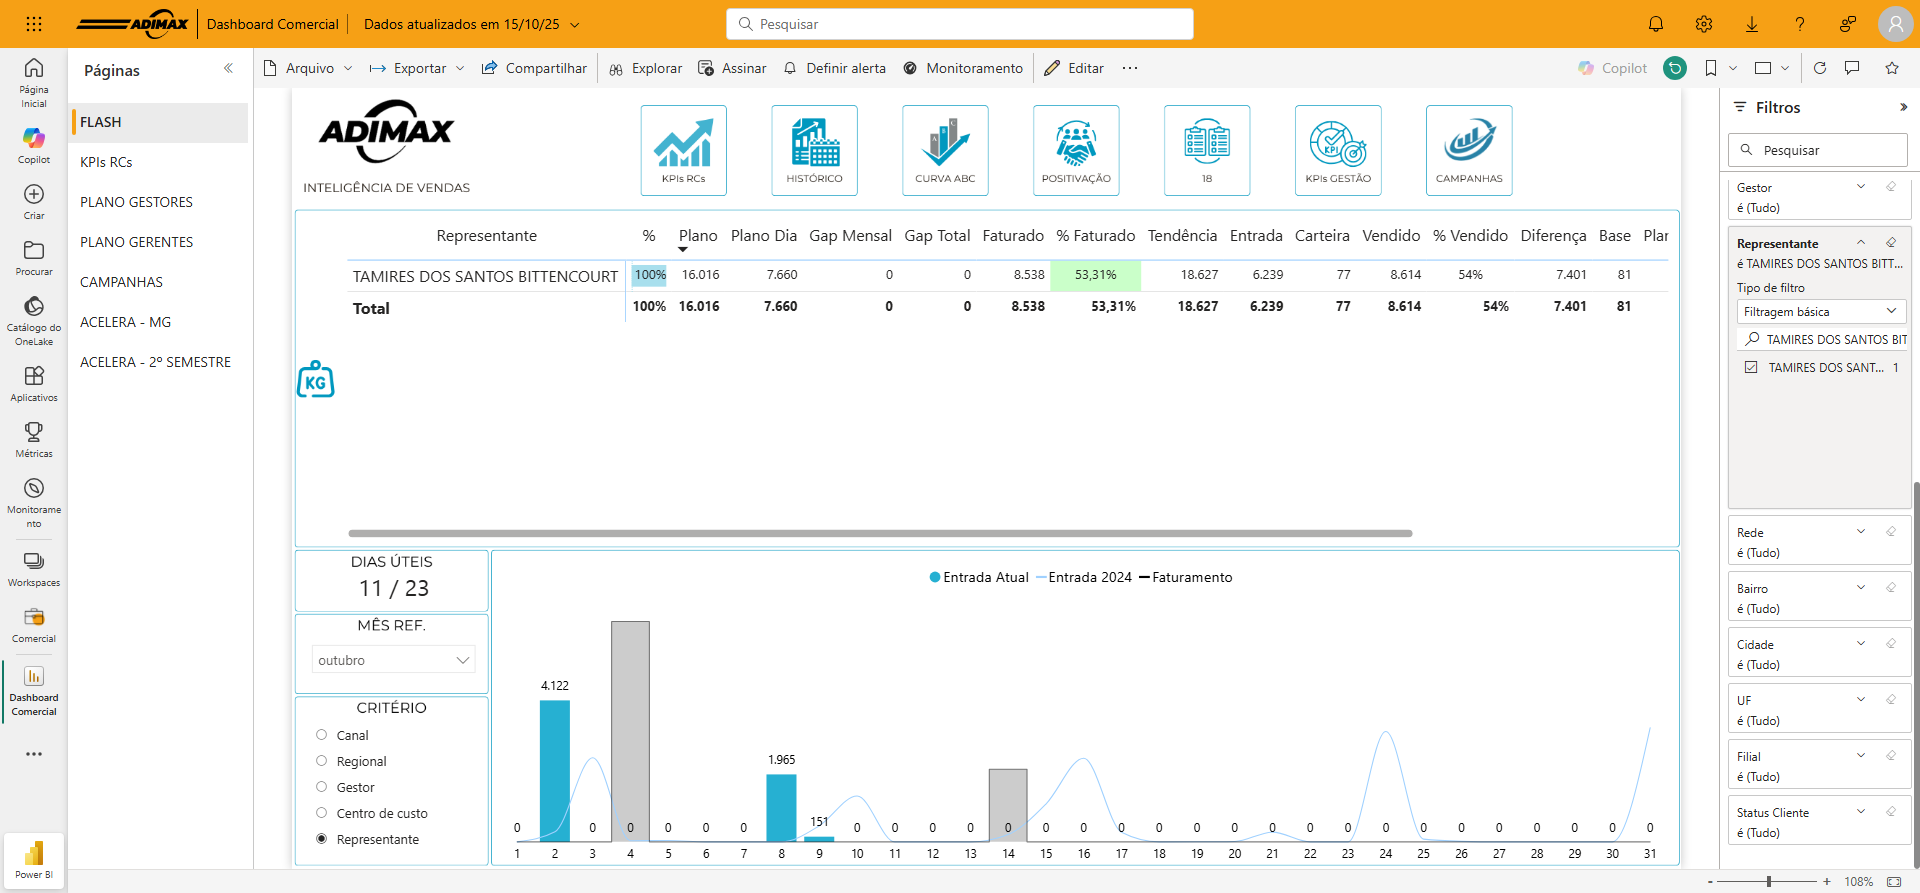 ADIMAX
Dashboard Comercial
Dados atualizados em 15/10/25
Pesquisar
Página Inicial
Copilot
Criar
Procurar
Catálogo do OneLake
Aplicativos
Métricas
Monitoramento
Workspaces
Comercial
Dashboard Comercial
Power BI
Páginas
FLASH
KPIs RCs
PLANO GESTORES
PLANO GERENTES
CAMPANHAS
ACELERA - MG
ACELERA - 2º SEMESTRE
Arquivo
Exportar
Compartilhar
Explorar
Assinar
Definir alerta
Monitoramento
Editar
Copilot
ADIMAX
INTELIGÊNCIA DE VENDAS
KPIs RCs
HISTÓRICO
A B C
CURVA ABC
POSITIVAÇÃO
18
KPI
KPIs GESTÃO
CAMPANHAS
Representante % Plano Plano Dia Gap Mensal Gap Total Faturado % Faturado Tendência Entrada Carteira Vendido % Vendido Diferença Base Plar
TAMIRES DOS SANTOS BITTENCOURT 100% 16.016 7.660 0 0 8.538 53,31% 18.627 6.239 77 8.614 54% 7.401 81
Total 100% 16.016 7.660 0 0 8.538 53,31% 18.627 6.239 77 8.614 54% 7.401 81
KG
DIAS ÚTEIS
11 / 23
MÊS REF.
outubro
CRITÉRIO
Canal
Regional
Gestor
Centro de custo
Representante
Entrada Atual Entrada 2024 Faturamento
4.122
1.965
0 0 0 0 0 0 151 0 0 0 0 0 0 0 0 0 0 0 0 0 0 0 0 0 0 0 0 0 0
1 2 3 4 5 6 7 8 9 10 11 12 13 14 15 16 17 18 19 20 21 22 23 24 25 26 27 28 29 30 31
Filtros
Pesquisar
Gestor
é (Tudo)
Representante
é TAMIRES DOS SANTOS BITT...
Tipo de filtro
Filtragem básica
TAMIRES DOS SANTOS BIT
TAMIRES DOS SANT... 1
Rede
é (Tudo)
Bairro
é (Tudo)
Cidade
é (Tudo)
UF
é (Tudo)
Filial
é (Tudo)
Status Cliente
é (Tudo)
- + 108%